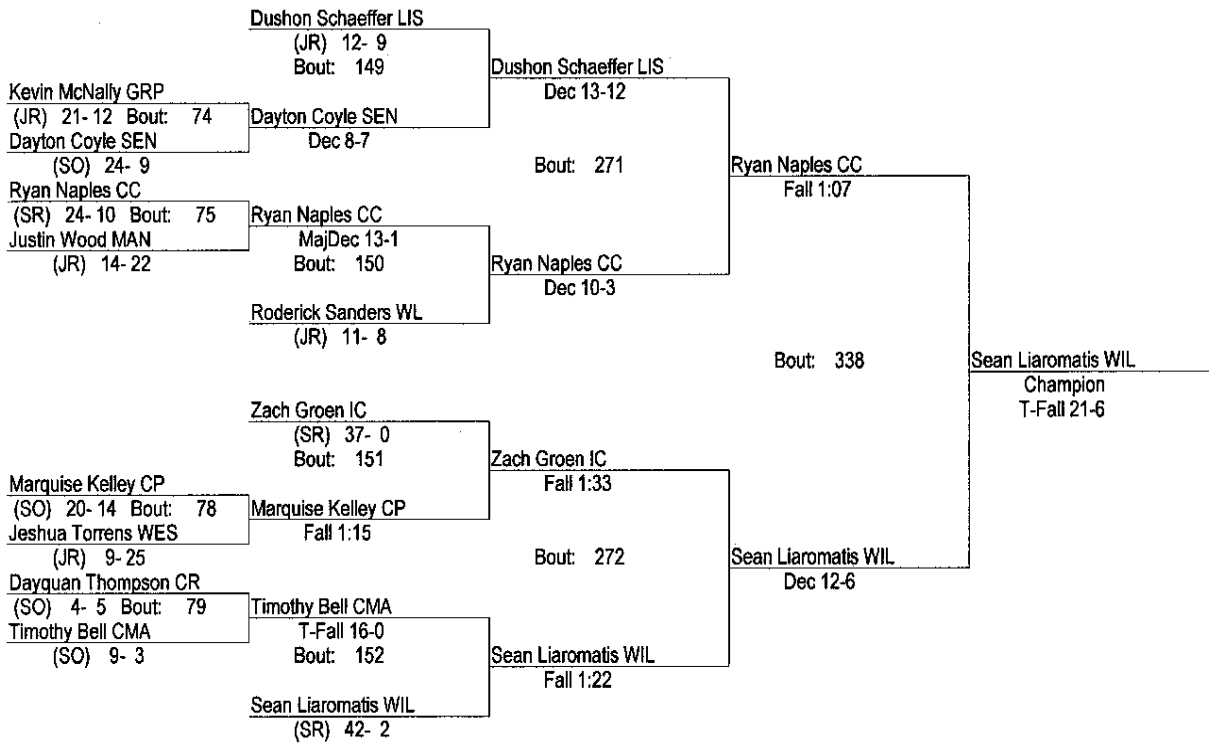 Dushon Schaeffer LIS
(JR) 12- 9
Bout: 149
Dushon Schaeffer LIS
Dec 13-12
Kevin McNally GRP
(JR) 21- 12 Bout: 74
Dayton Coyle SEN
Dec 8-7
Dayton Coyle SEN
(SO) 24- 9
Bout: 271
Ryan Naples CC
Fall 1:07
Ryan Naples CC
(SR) 24- 10 Bout: 75
Ryan Naples CC
MajDec 13-1
Justin Wood MAN
(JR) 14- 22
Bout: 150
Ryan Naples CC
Dec 10-3
Roderick Sanders WL
(JR) 11- 8
Bout: 338
Sean Liaromatis WIL
Champion
T-Fall 21-6
Zach Groen IC
(SR) 37- 0
Bout: 151
Zach Groen IC
Fall 1:33
Marquise Kelley CP
(SO) 20- 14 Bout: 78
Marquise Kelley CP
Fall 1:15
Jeshua Torrens WES
(JR) 9- 25
Bout: 272
Sean Liaromatis WIL
Dec 12-6
Dayquan Thompson CR
(SO) 4- 5 Bout: 79
Timothy Bell CMA
T-Fall 16-0
Timothy Bell CMA
(SO) 9- 3
Bout: 152
Sean Liaromatis WIL
Fall 1:22
Sean Liaromatis WIL
(SR) 42- 2